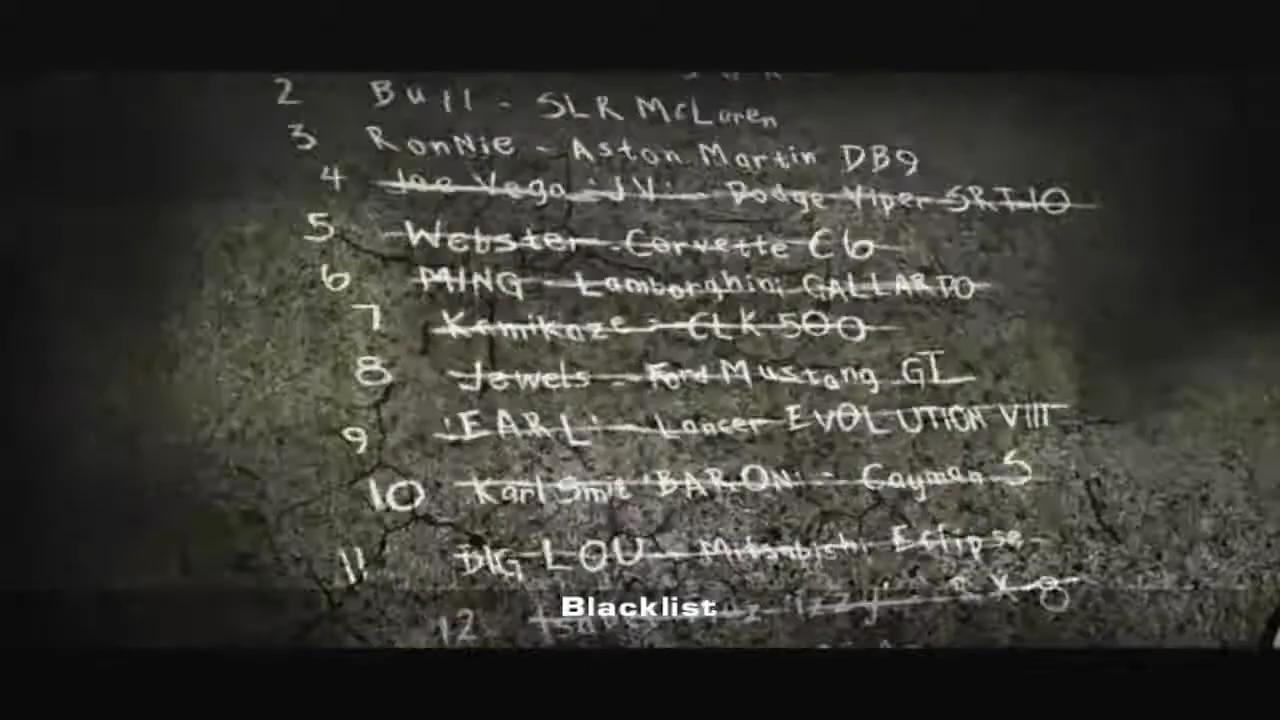 2 Bull - SLR McLaren
3 RonNie - Aston Martin DB9
4 Joe Vega 'JV' - Dodge Viper SRT10
5 Webster - Corvette C6
6 MING - Lamborghini GALLARDO
7 Kamikaze - CLK 500
8 Jewels - Ford Mustang GT
9 'EARL' - Lancer EVOLUTION VIII
10 Karl Smit 'BARON' - Cayman S
11 BIG LOU - Mitsubishi Eclipse
12 Izzy' - RX8
Blacklist